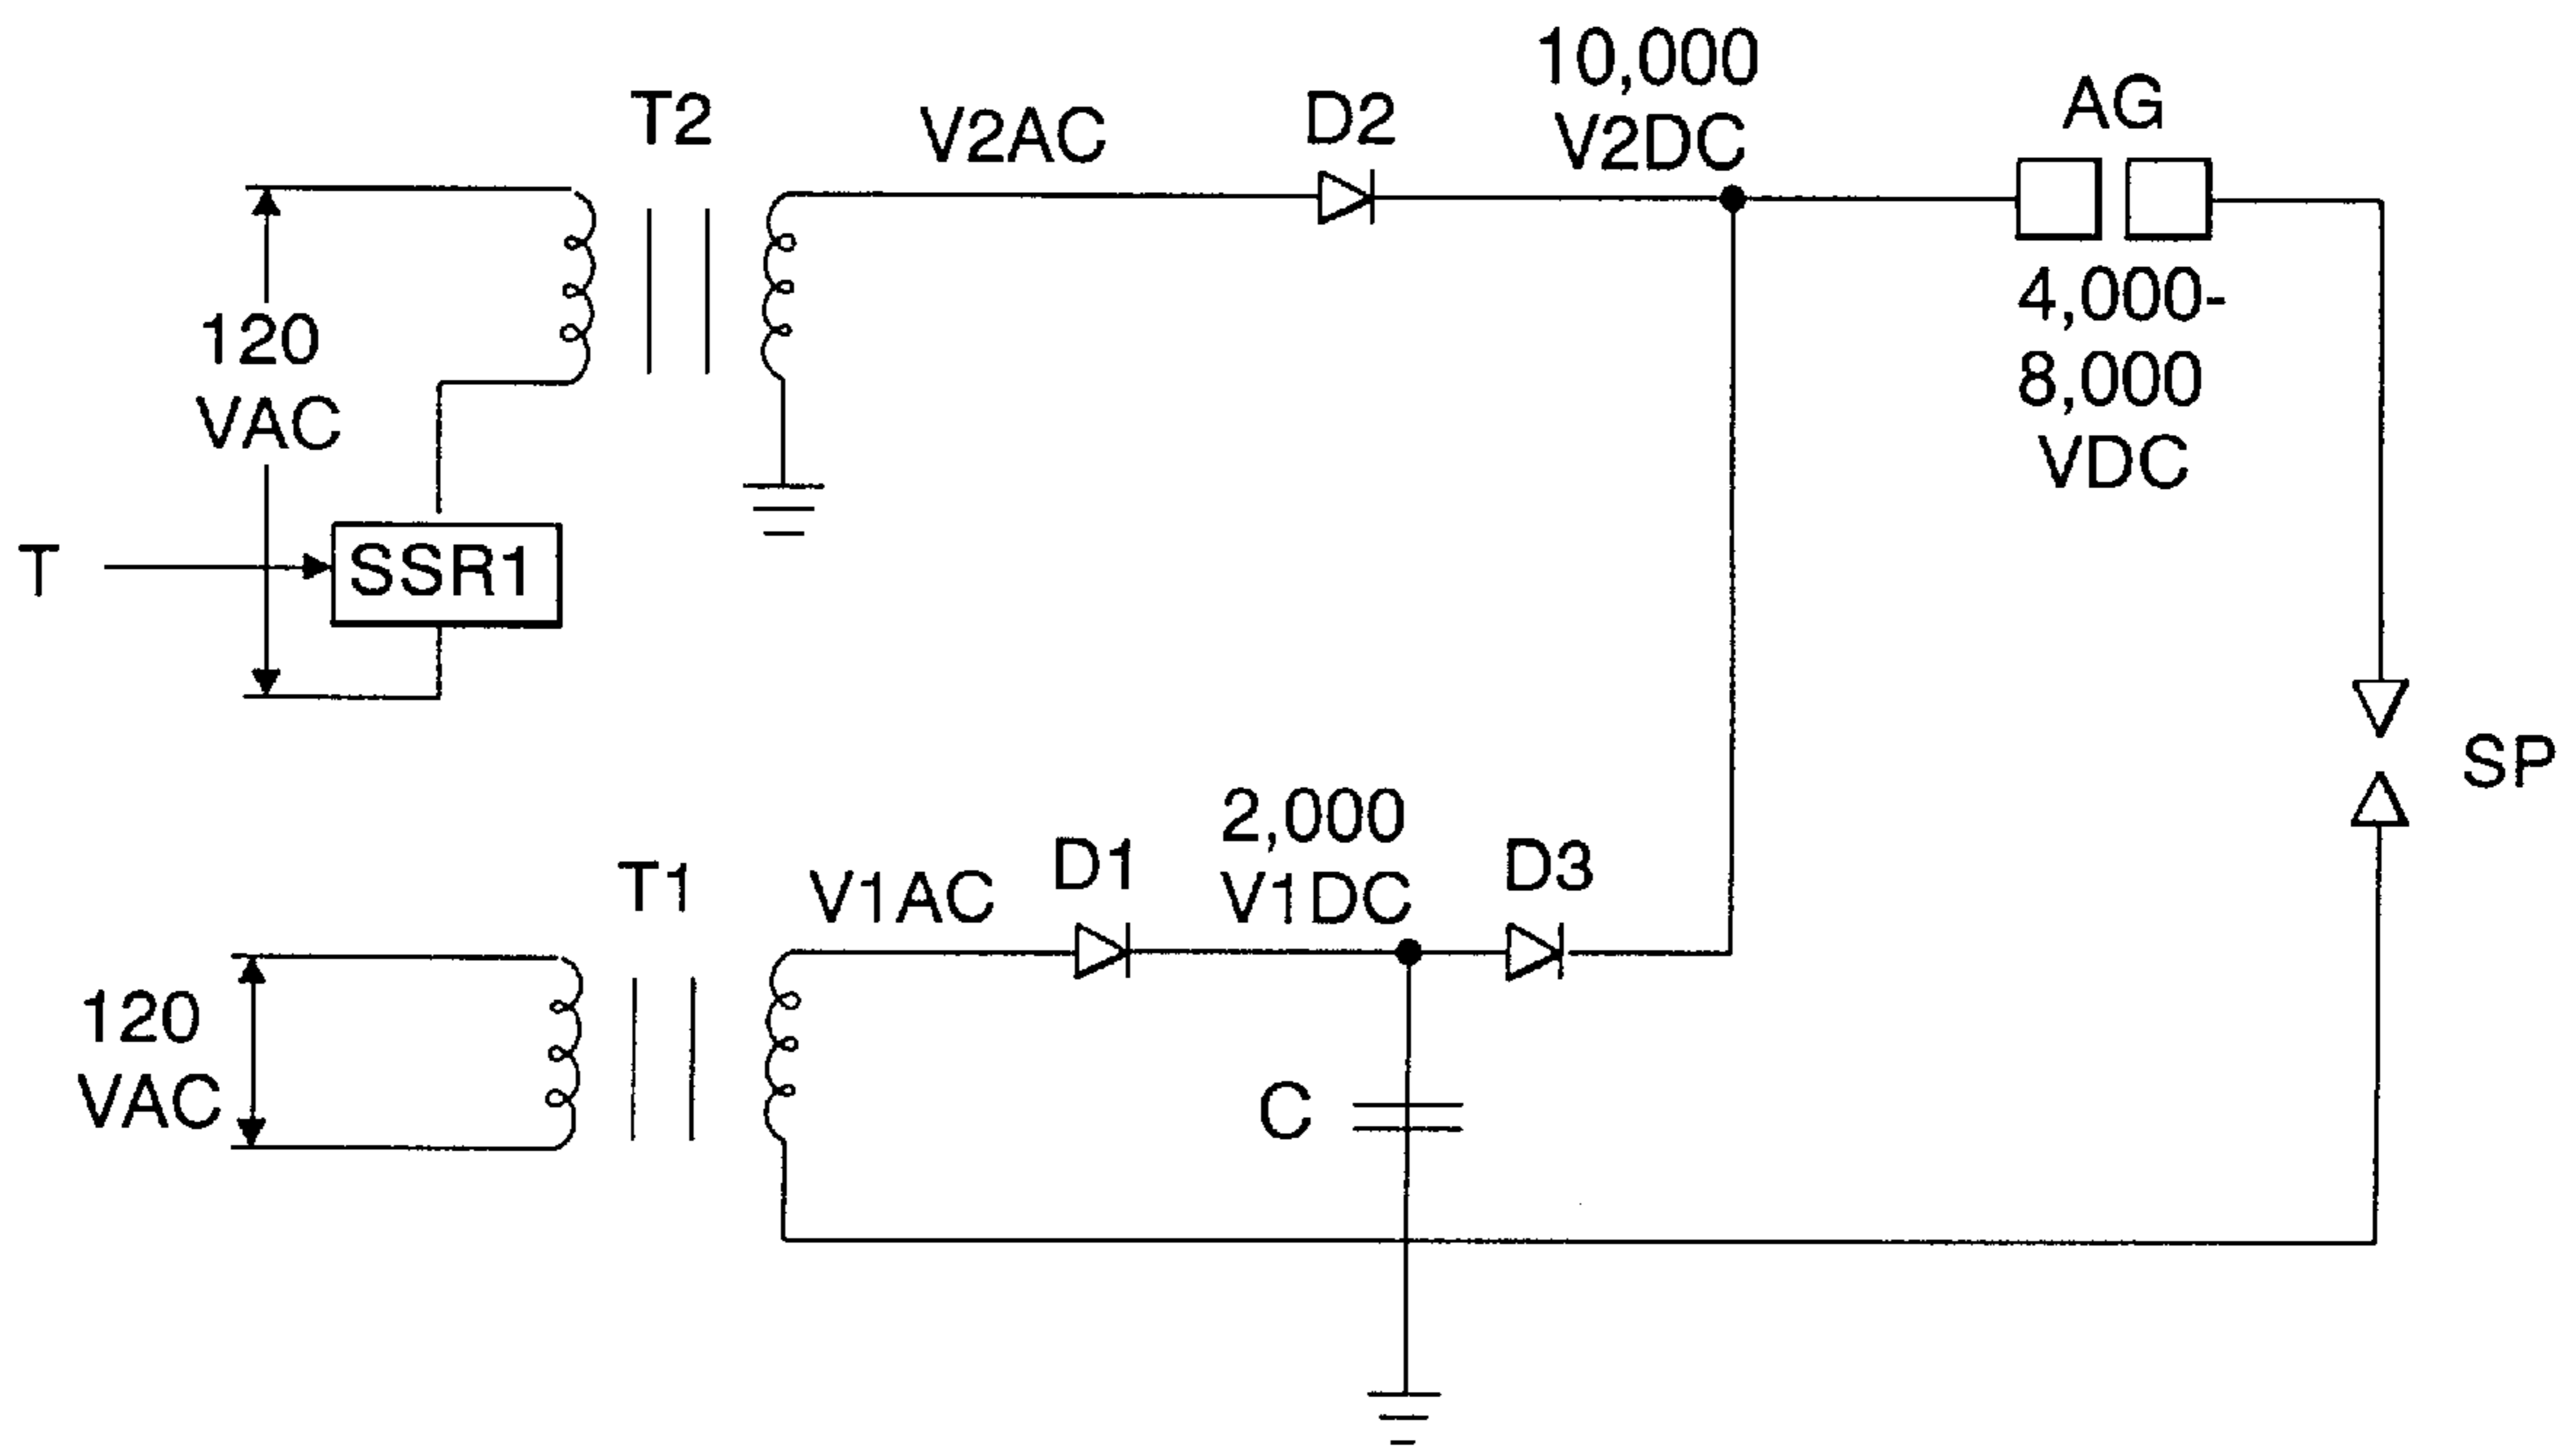 10,000
V2DC
AG
T2
V2AC
D2
4,000-
8,000
VDC
120
VAC
T
SSR1
SP
2,000
V1DC
T1
V1AC
D1
D3
120
VAC
C